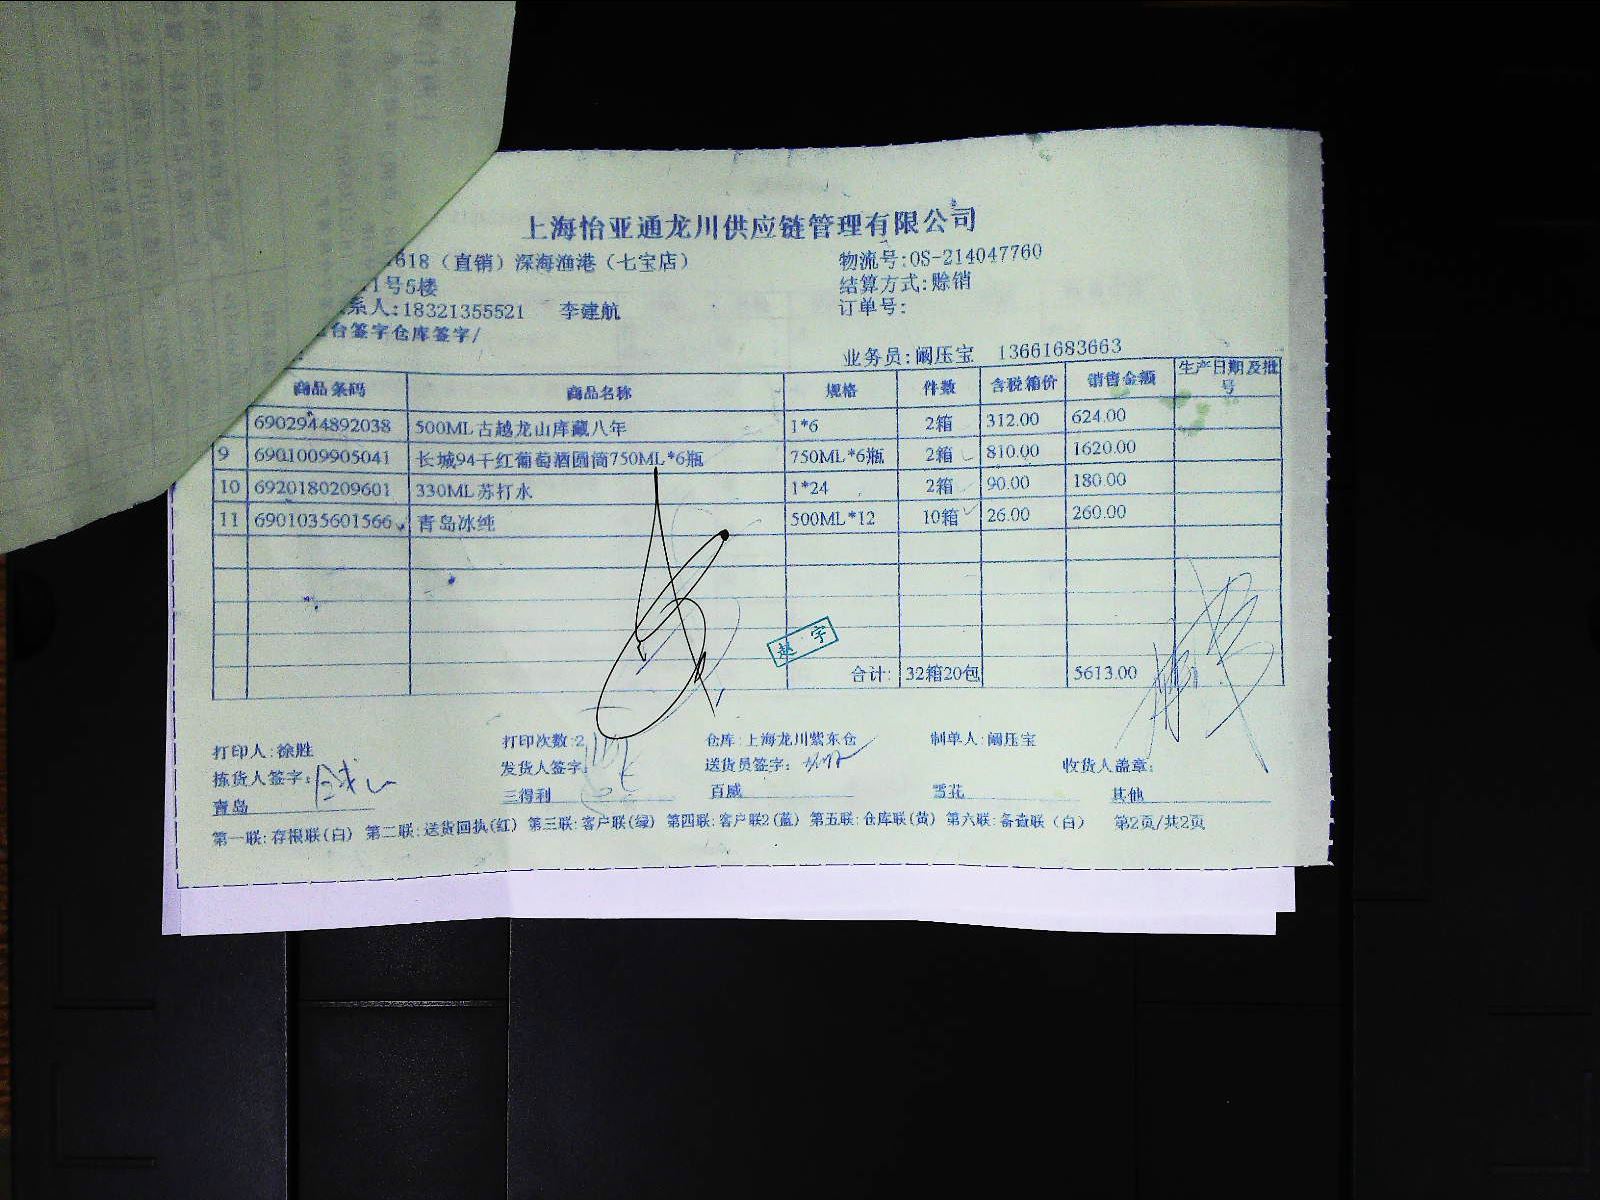 上海怡亚通龙川供应链管理有限公司
618（直销）深海渔港（七宝店） 物流号:OS-214047760
1号5楼 结算方式:赊销
系人:18321355521 李建航 订单号:
台签字仓库签字/
业务员:阚压宝 13661683663
商品条码 商品名称 规格 件数 含税箱价 销售金额 生产日期及批号
6902944892038 500ML古越龙山库藏八年 1*6 2箱 312.00 624.00
9 6901009905041 长城94干红葡萄酒圆筒750ML*6瓶 750ML*6瓶 2箱 810.00 1620.00
10 6920180209601 330ML苏打水 1*24 2箱 90.00 180.00
11 6901035601566 青岛冰纯 500ML*12 10箱 26.00 260.00
赵宇
合计: 32箱20包 5613.00
打印人:徐胜 打印次数:2 仓库:上海龙川紫东仓 制单人:阚压宝
拣货人签字: 发货人签字: 送货员签字: 收货人盖章:
青岛 三得利 百威 雪花 其他
第一联:存根联(白) 第二联:送货回执(红) 第三联:客户联(绿) 第四联:客户联2(蓝) 第五联:仓库联(黄) 第六联:备查联（白） 第2页/共2页